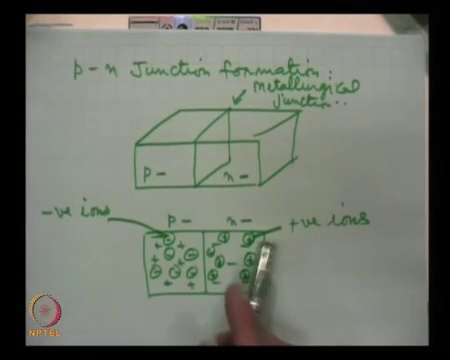 p-n Junction formation:
metallurgical
junction..
p- n-
-ve ions p- n- +ve ions
NPTEL